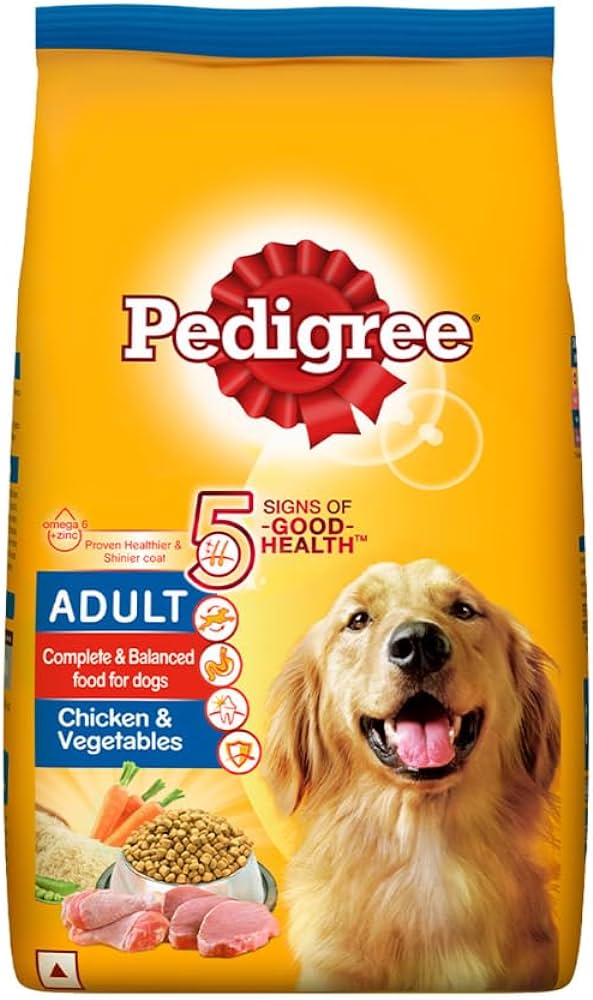 Pedigree®
5 SIGNS OF
-GOOD-
HEALTH™
omega 6
+zinc
Proven Healthier &
Shinier coat
ADULT
Complete & Balanced
food for dogs
Chicken &
Vegetables